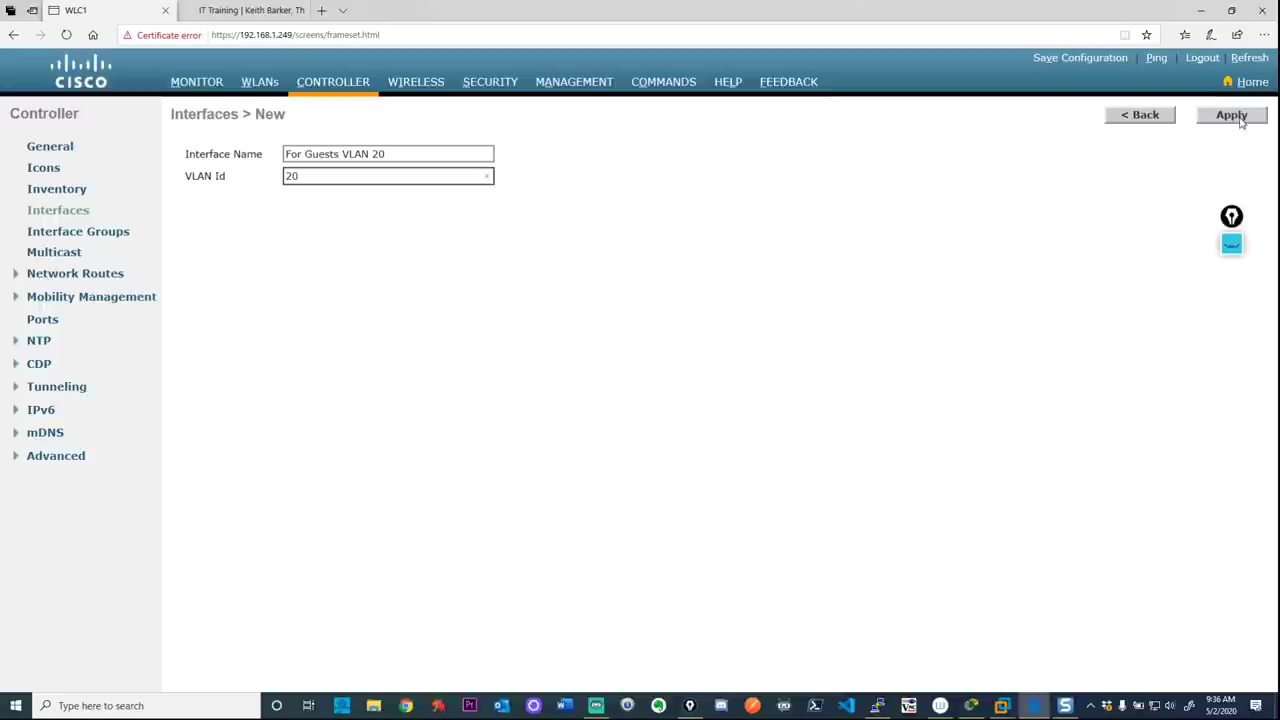 WLC1
IT Training | Keith Barker, Th
Certificate error
https://192.168.1.249/screens/frameset.html
Save Configuration | Ping | Logout | Refresh
CISCO
MONITOR WLANs CONTROLLER WIRELESS SECURITY MANAGEMENT COMMANDS HELP FEEDBACK
Home
Controller
Interfaces > New
< Back
Apply
General
Icons
Inventory
Interfaces
Interface Groups
Multicast
Network Routes
Mobility Management
Ports
NTP
CDP
Tunneling
IPv6
mDNS
Advanced
Interface Name For Guests VLAN 20
VLAN Id 20
Type here to search
9:36 AM
5/2/2020